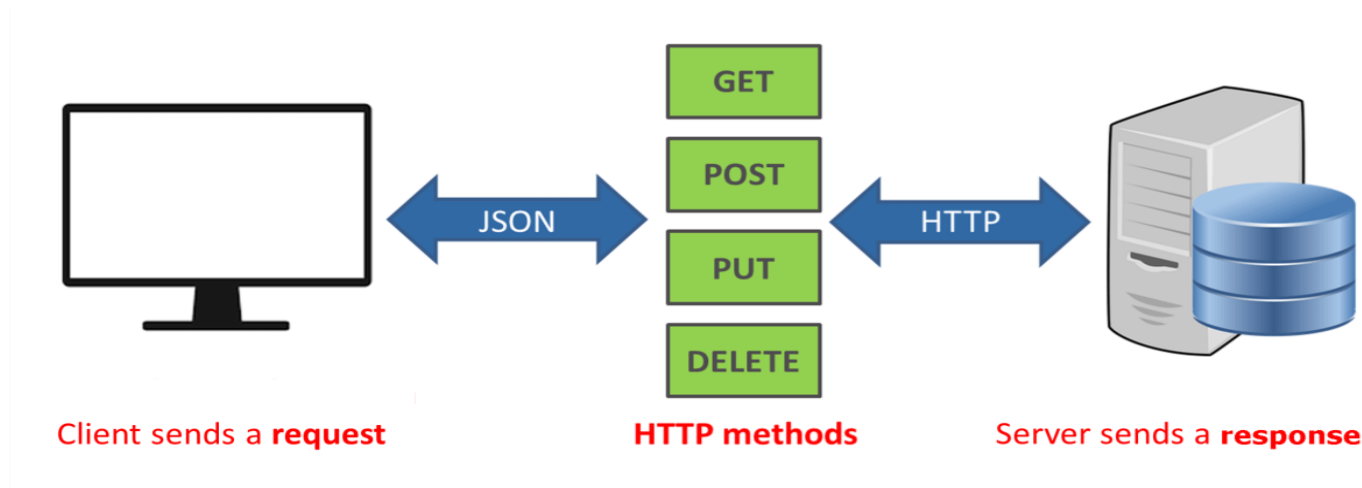 GET
POST
JSON
HTTP
PUT
DELETE
Client sends a request
HTTP methods
Server sends a response